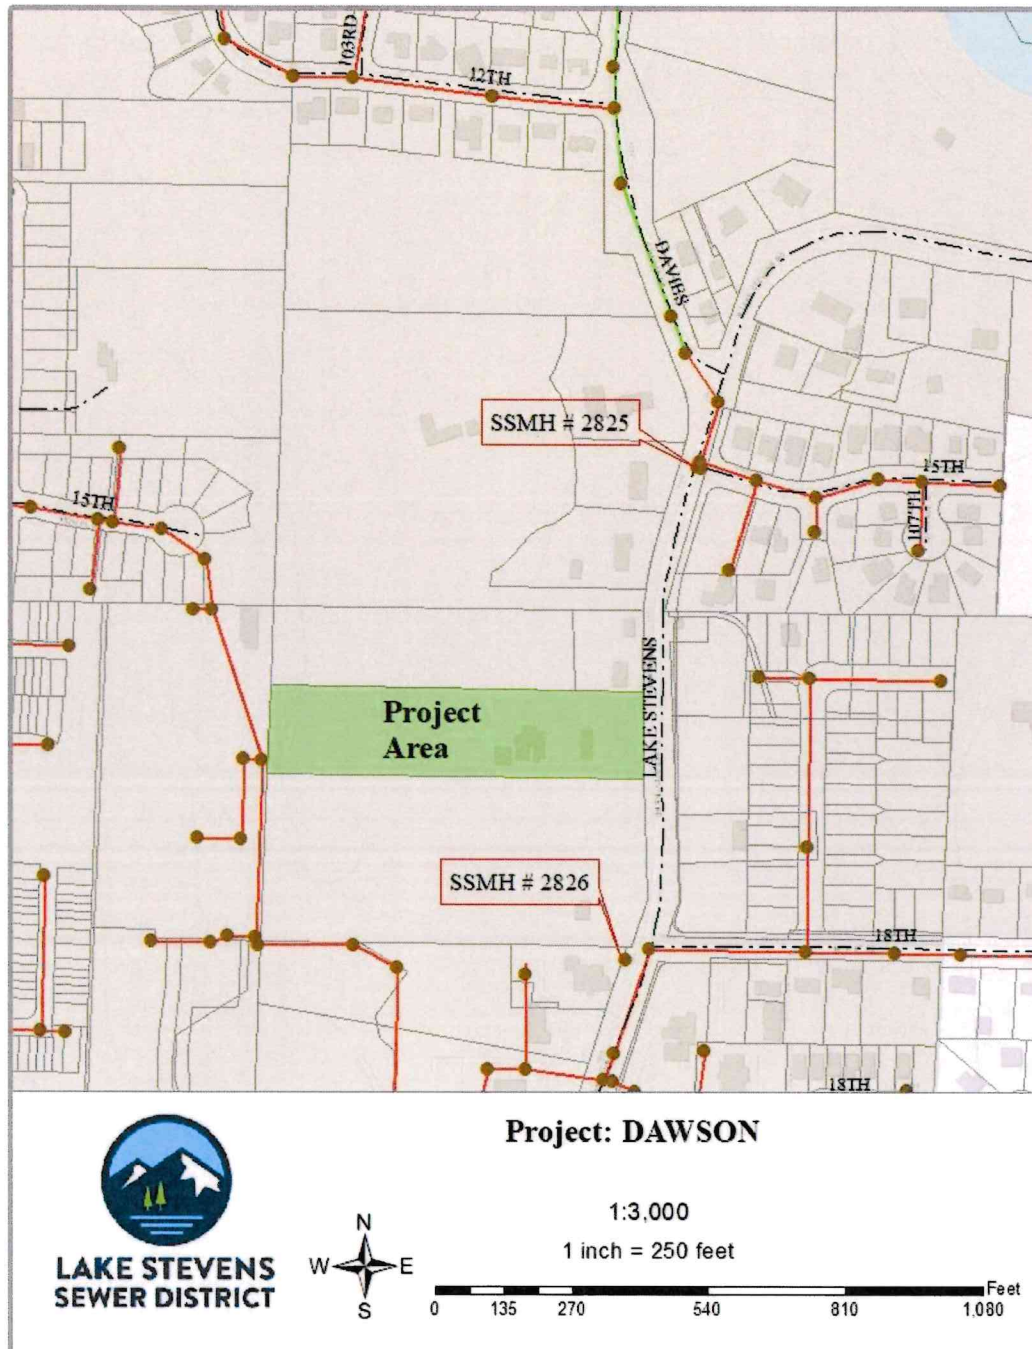 103RD
12TH
DAVIES
SSMH # 2825
15TH
15TH
107TH
LAKE STEVENS
Project
Area
SSMH # 2826
18TH
18TH
Project: DAWSON
1:3,000
1 inch = 250 feet
N
W E
S
LAKE STEVENS
SEWER DISTRICT
Feet
0 135 270 540 810 1,080